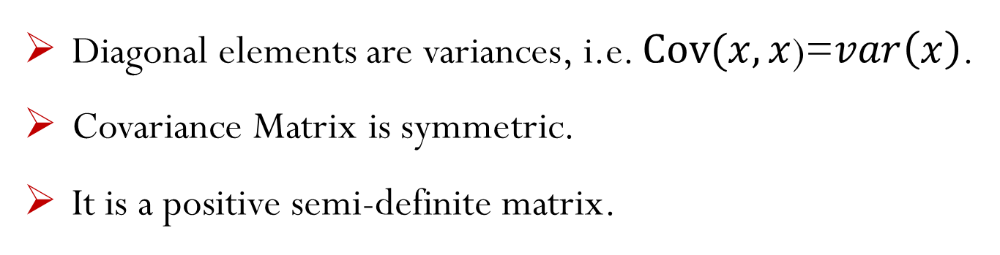 ➢ Diagonal elements are variances, i.e. Cov(x, x)=var(x).
➢ Covariance Matrix is symmetric.
➢ It is a positive semi-definite matrix.